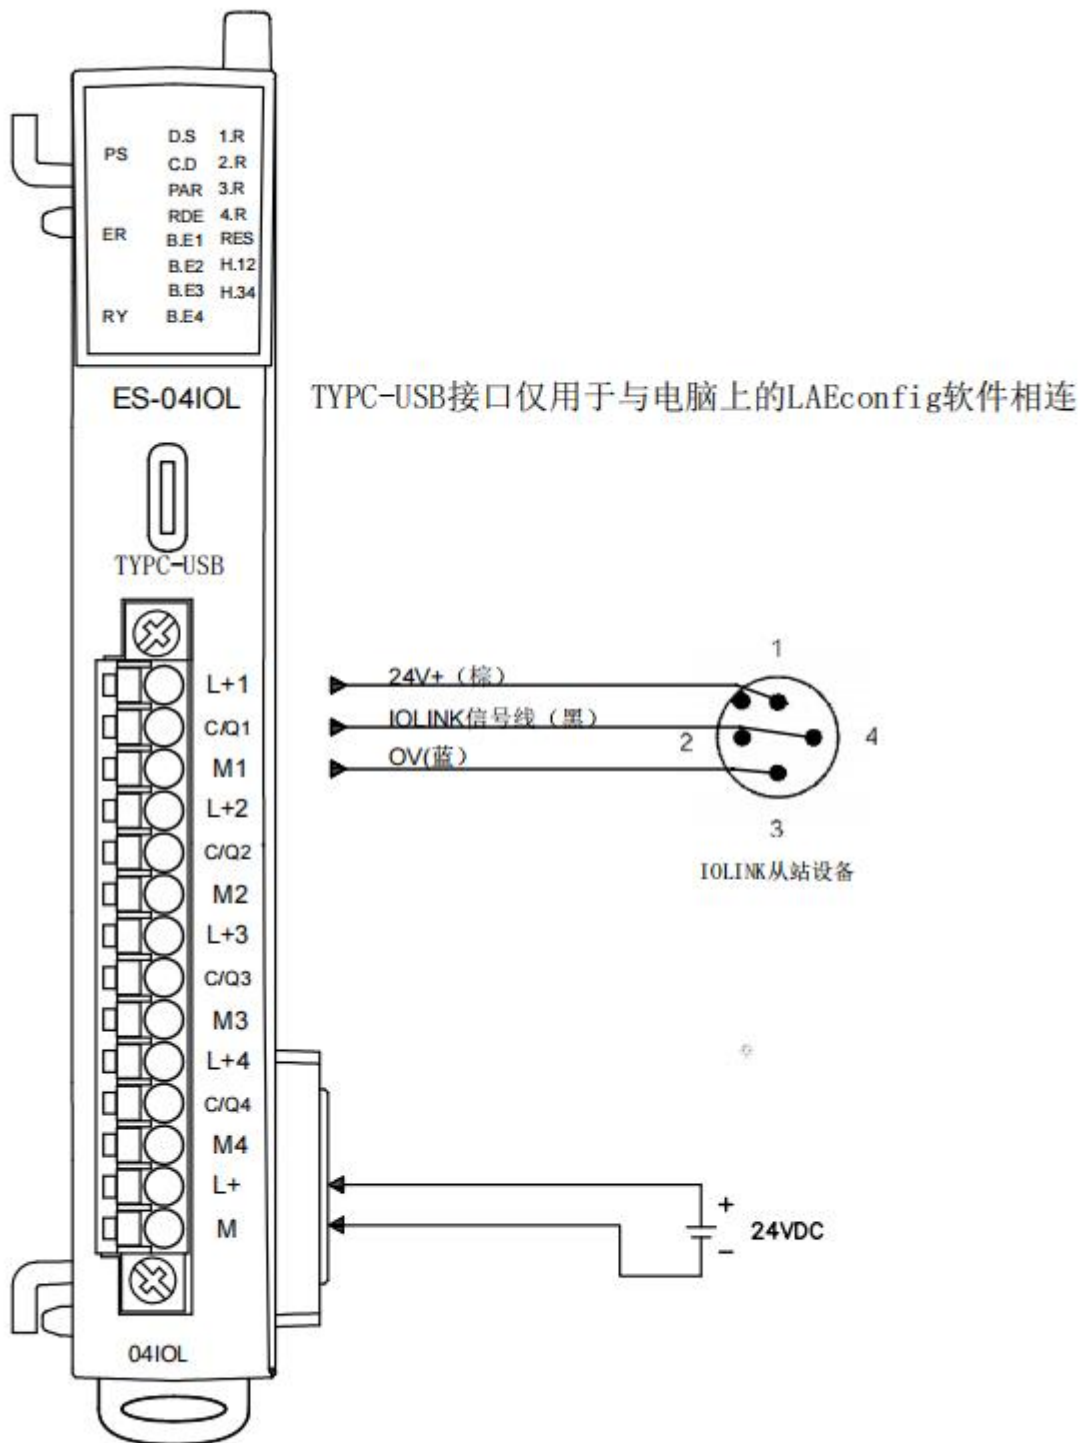 PS
ER
RY
D.S 1.R
C.D 2.R
PAR 3.R
RDE 4.R
B.E1 RES
B.E2 H.12
B.E3 H.34
B.E4
ES-04IOL
TYPC-USB接口仅用于与电脑上的LAEconfig软件相连
TYPC-USB
L+1
C/Q1
M1
L+2
C/Q2
M2
L+3
C/Q3
M3
L+4
C/Q4
M4
L+
M
04IOL
24V+（棕）
IOLINK信号线（黑）
OV(蓝）
1
2
4
3
IOLINK从站设备
+
24VDC
−